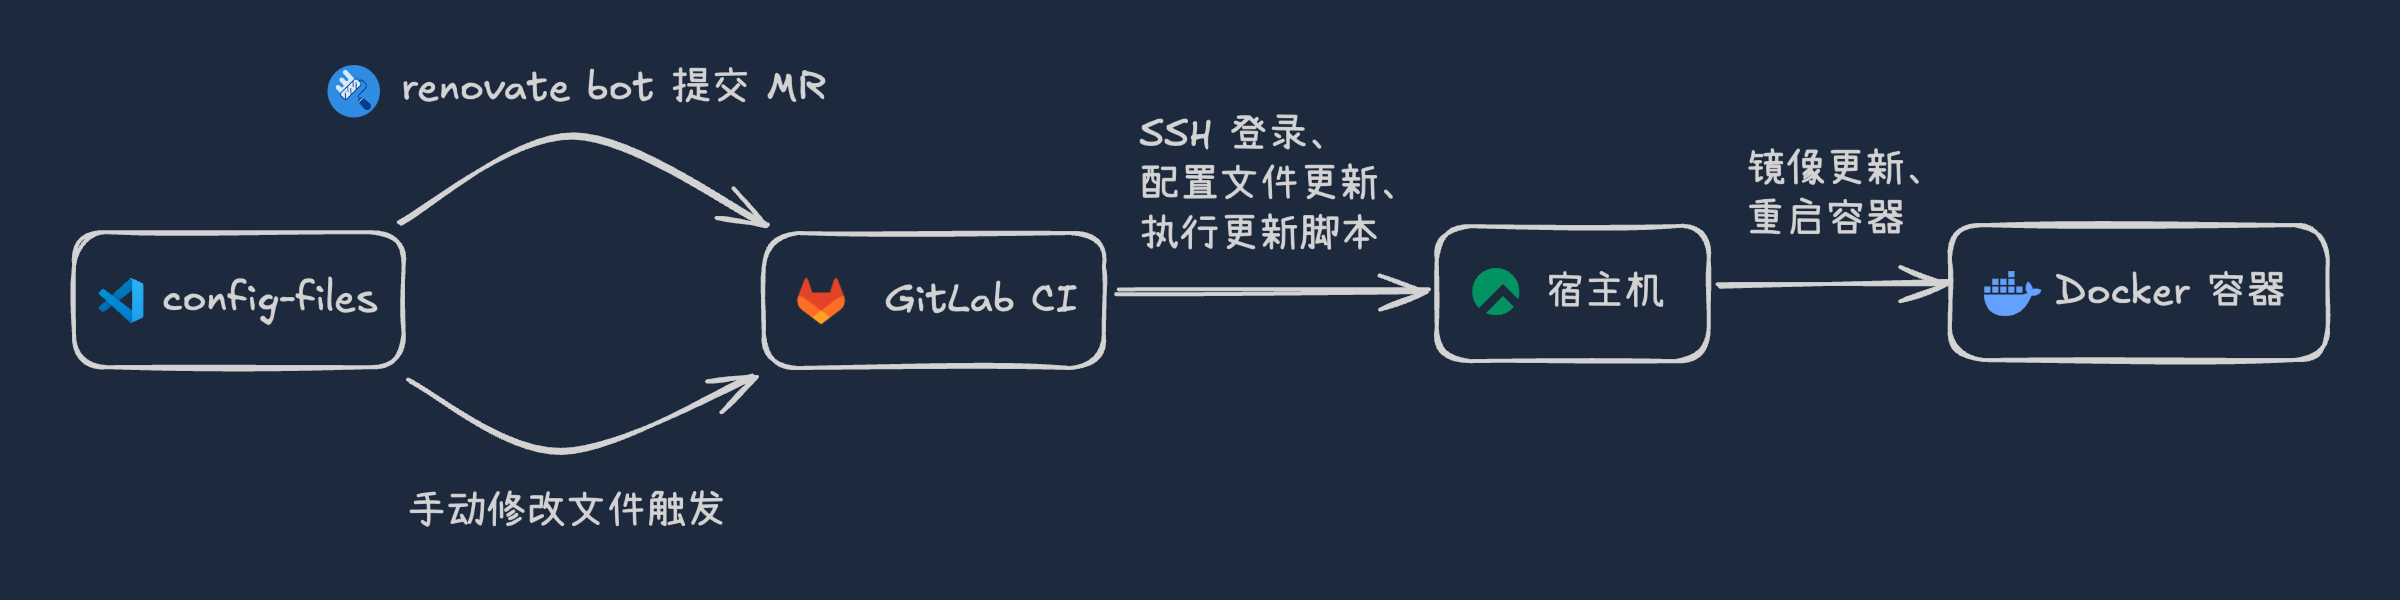 renovate bot 提交 MR
config-files
手动修改文件触发
GitLab CI
SSH 登录、
配置文件更新、
执行更新脚本
宿主机
镜像更新、
重启容器
Docker 容器